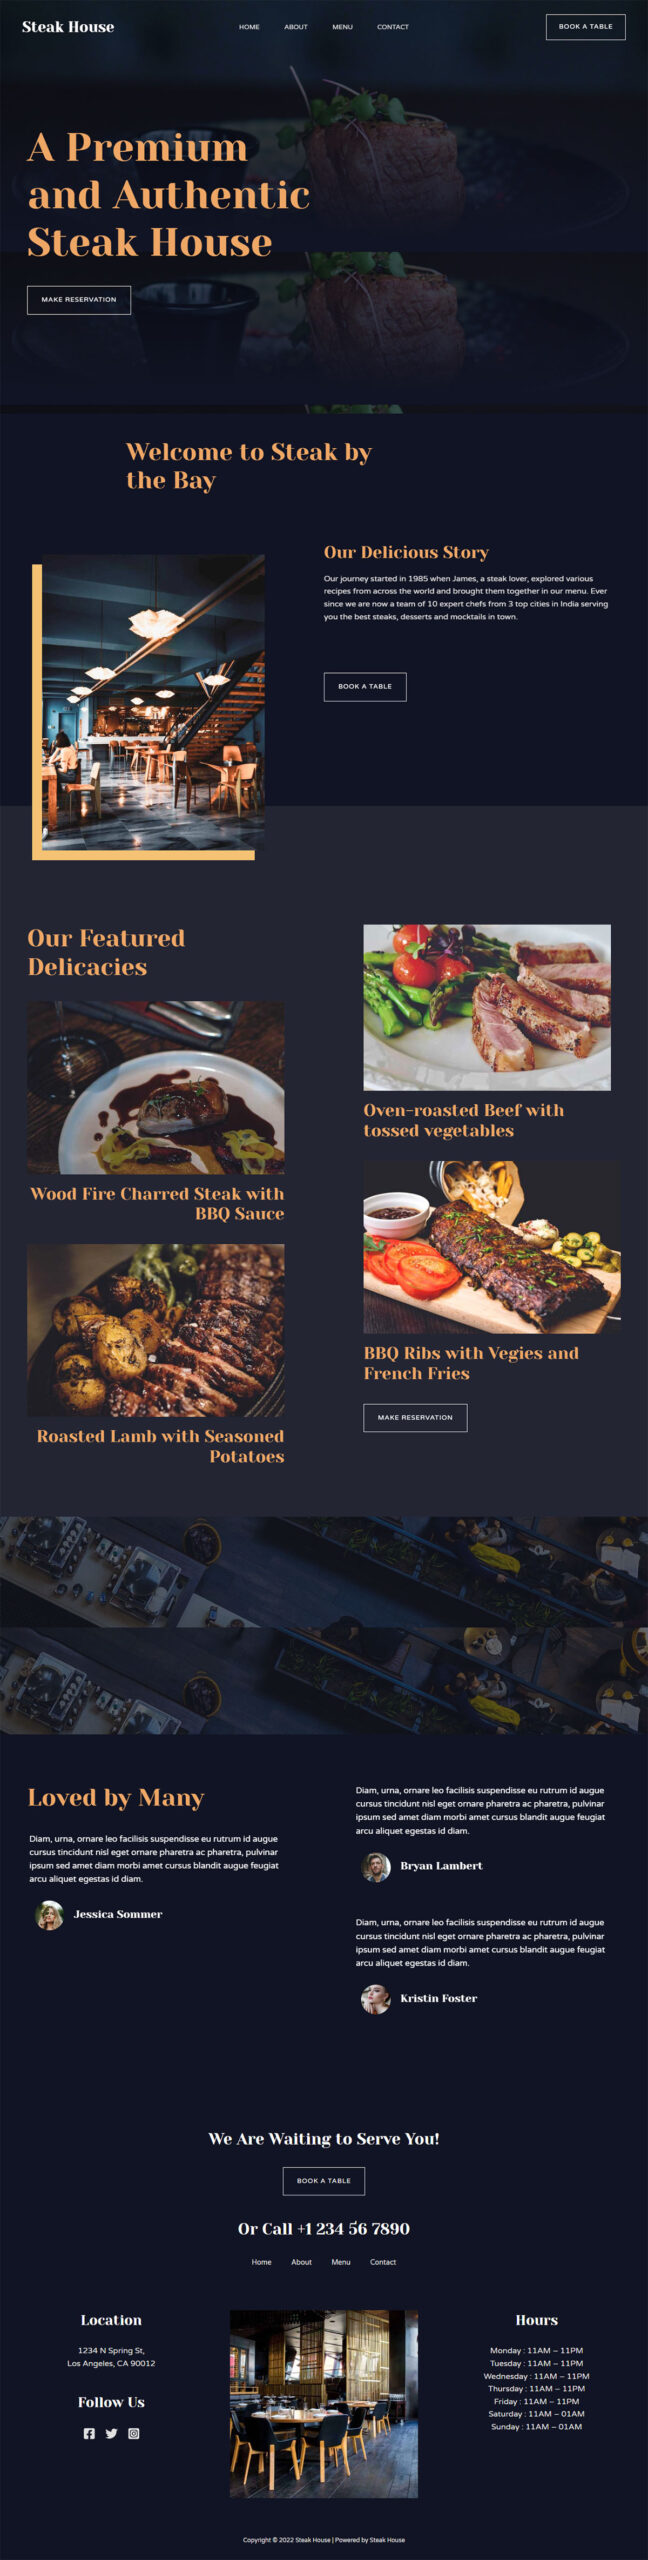 Steak House
HOME
ABOUT
MENU
CONTACT
BOOK A TABLE
A Premium
and Authentic
Steak House
MAKE RESERVATION
Welcome to Steak by
the Bay
Our Delicious Story
Our journey started in 1985 when James, a steak lover, explored various
recipes from across the world and brought them together in our menu. Ever
since we are now a team of 10 expert chefs from 3 top cities in India serving
you the best steaks, desserts and mocktails in town.
BOOK A TABLE
Our Featured
Delicacies
Wood Fire Charred Steak with
BBQ Sauce
Roasted Lamb with Seasoned
Potatoes
Oven-roasted Beef with
tossed vegetables
BBQ Ribs with Vegies and
French Fries
MAKE RESERVATION
Loved by Many
Diam, urna, ornare leo facilisis suspendisse eu rutrum id augue
cursus tincidunt nisl eget ornare pharetra ac pharetra, pulvinar
ipsum sed amet diam morbi amet cursus blandit augue feugiat
arcu aliquet egestas id diam.
Jessica Sommer
Diam, urna, ornare leo facilisis suspendisse eu rutrum id augue
cursus tincidunt nisl eget ornare pharetra ac pharetra, pulvinar
ipsum sed amet diam morbi amet cursus blandit augue feugiat
arcu aliquet egestas id diam.
Bryan Lambert
Diam, urna, ornare leo facilisis suspendisse eu rutrum id augue
cursus tincidunt nisl eget ornare pharetra ac pharetra, pulvinar
ipsum sed amet diam morbi amet cursus blandit augue feugiat
arcu aliquet egestas id diam.
Kristin Foster
We Are Waiting to Serve You!
BOOK A TABLE
Or Call +1 234 56 7890
Home
About
Menu
Contact
Location
1234 N Spring St,
Los Angeles, CA 90012
Follow Us
Hours
Monday : 11AM – 11PM
Tuesday : 11AM – 11PM
Wednesday : 11AM – 11PM
Thursday : 11AM – 11PM
Friday : 11AM – 11PM
Saturday : 11AM – 01AM
Sunday : 11AM – 01AM
Copyright © 2022 Steak House | Powered by Steak House